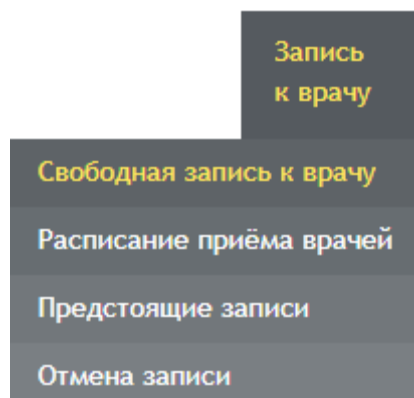 Запись
к врачу
Свободная запись к врачу
Расписание приёма врачей
Предстоящие записи
Отмена записи